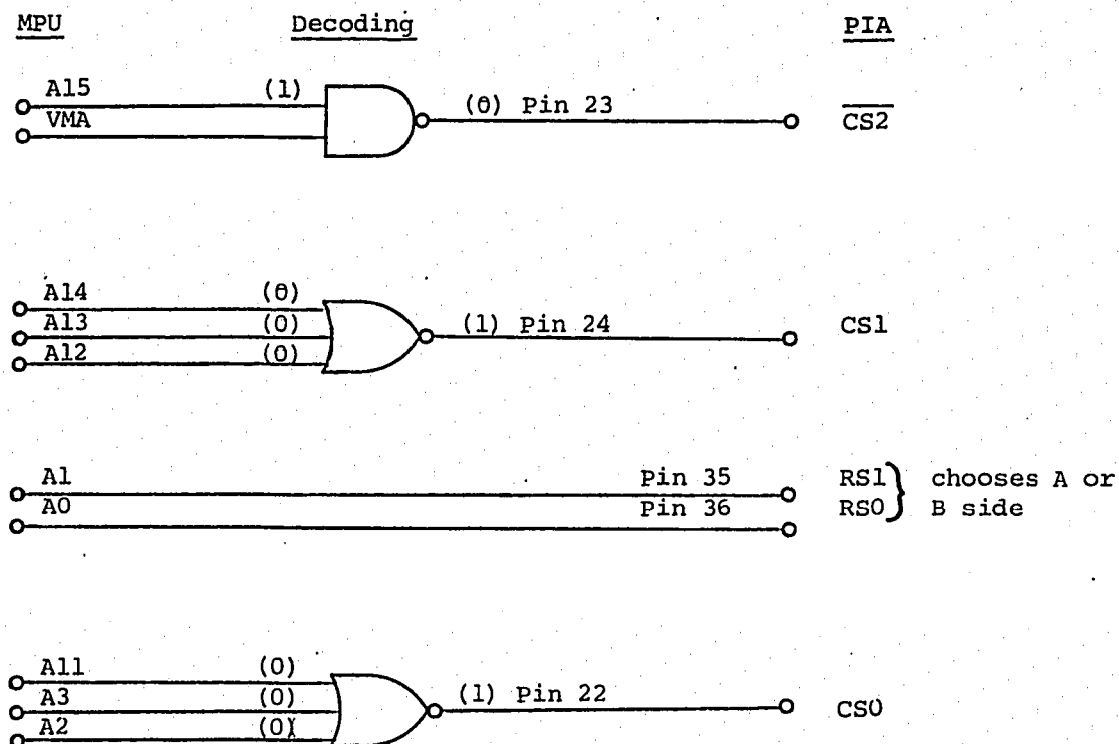 MPU Decoding PIA
A15 (1)
VMA (0) Pin 23 CS2
A14 (0)
A13 (0) (1) Pin 24 CS1
A12 (0)
A1 Pin 35 RS1 chooses A or
A0 Pin 36 RS0 B side
A11 (0)
A3 (0) (1) Pin 22 CS0
A2 (0)